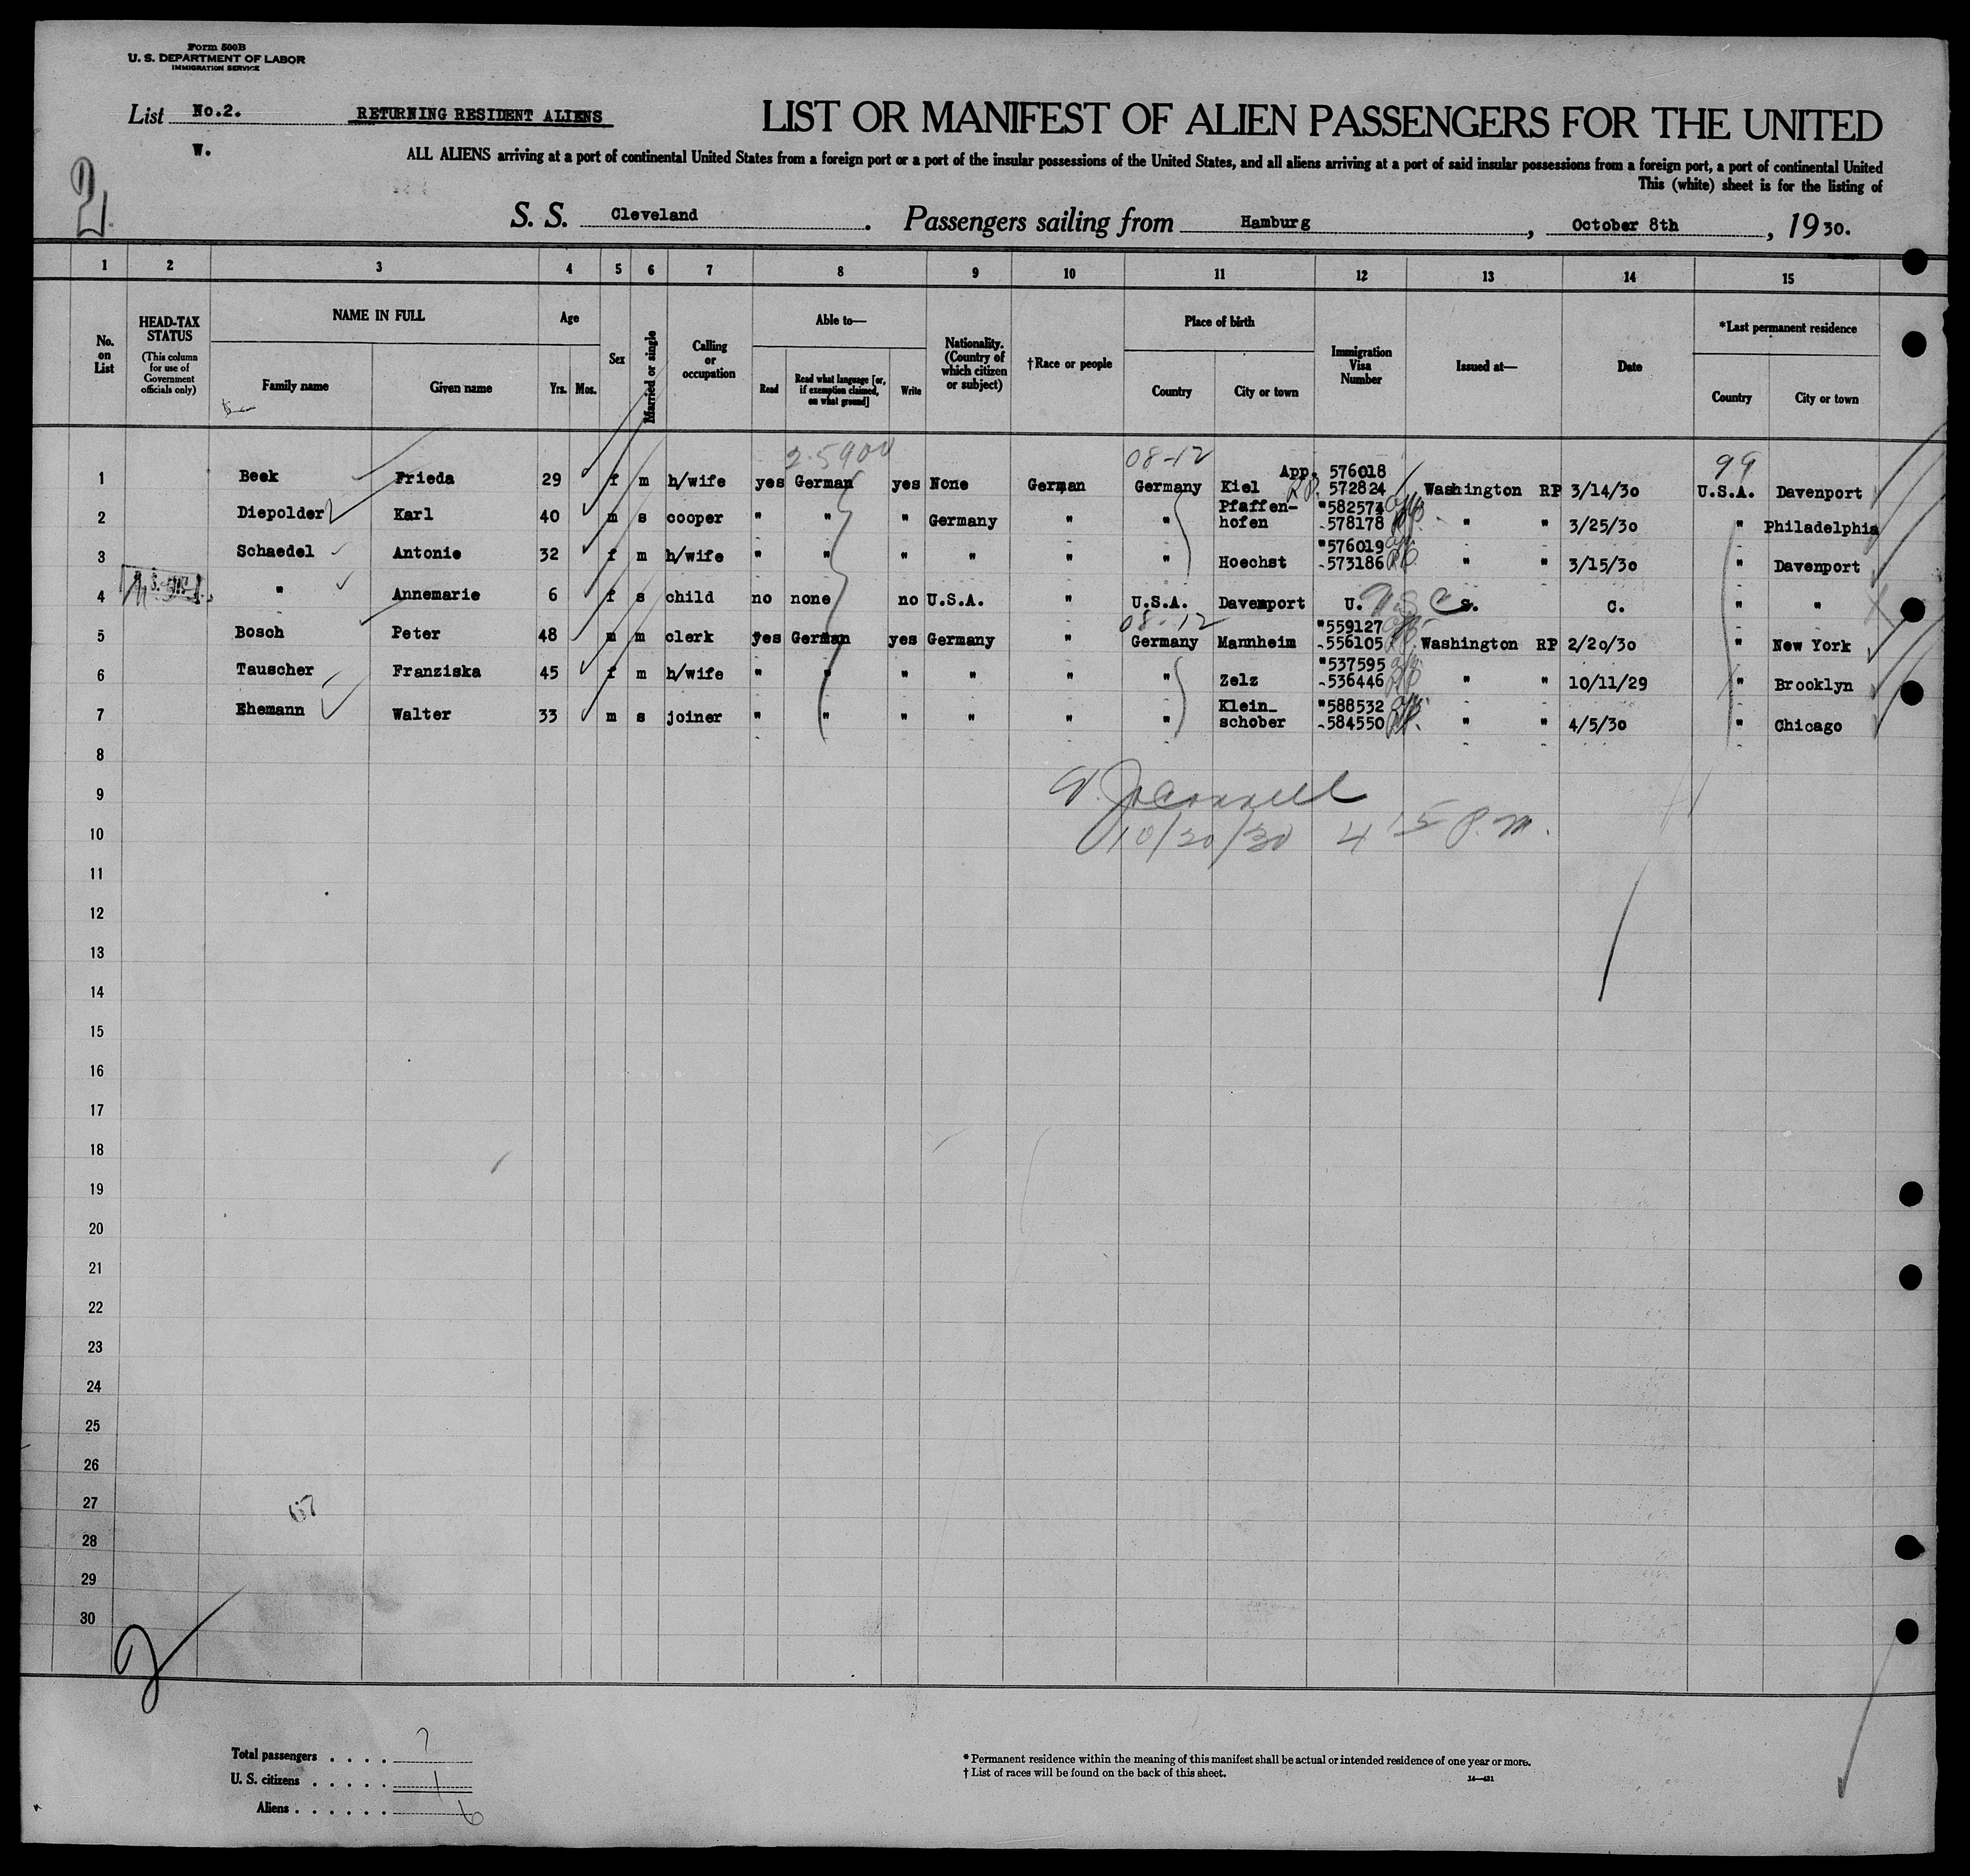 Form 500B
U. S. DEPARTMENT OF LABOR
IMMIGRATION SERVICE
List No.2. RETURNING RESIDENT ALIENS LIST OR MANIFEST OF ALIEN PASSENGERS FOR THE UNITED
W.
ALL ALIENS arriving at a port of continental United States from a foreign port or a port of the insular possessions of the United States, and all aliens arriving at a port of said insular possessions from a foreign port, a port of continental United
This (white) sheet is for the listing of
2
S. S. Cleveland. Passengers sailing from Hamburg, October 8th, 1930.
1 2 3 4 5 6 7 8 9 10 11 12 13 14 15
No. on List
HEAD-TAX STATUS (This column for use of Government officials only)
NAME IN FULL
Family name Given name
Age
Yrs. Mos.
Sex
Married or single
Calling or occupation
Able to—
Read Read what language [or, if exemption claimed, on what ground] Write
Nationality. (Country of which citizen or subject)
†Race or people
Place of birth
Country City or town
Immigration Visa Number
Issued at—
Date
*Last permanent residence
Country City or town
2-5900 08-12 99
1 Beek Frieda 29 f m h/wife yes German yes None German Germany Kiel App. 576018 RP. 572824 Washington RP 3/14/30 U.S.A. Davenport
2 Diepolder Karl 40 m s cooper " " " Germany " " Pfaffen-hofen "582574 -578178 " " 3/25/30 " Philadelphia
3 Schaedel Antonie 32 f m h/wife " " " " " " Hoechst "576019 -573186 " " 3/15/30 " Davenport
4 " Annemarie 6 f s child no none no U.S.A. " U.S.A. Davemport U. S. C. " "
08-12
5 Bosch Peter 48 m m clerk yes German yes Germany " Germany Mannheim "559127 -556105 Washington RP 2/20/30 " New York
6 Tauscher Franziska 45 f m h/wife " " " " " " Zelz "537595 -536446 " " 10/11/29 " Brooklyn
7 Ehemann Walter 33 m s joiner " " " " " " Klein_schober "588532 -584550 " " 4/5/30 " Chicago
8
9
10 10/20/30 4 15 P.M.
11
12
13
14
15
16
17
18
19
20
21
22
23
24
25
26
27
28
29
30
2
Total passengers . . . . 7
U. S. citizens . . . . . 1
Aliens . . . . . . 6
* Permanent residence within the meaning of this manifest shall be actual or intended residence of one year or more.
† List of races will be found on the back of this sheet.
14—431